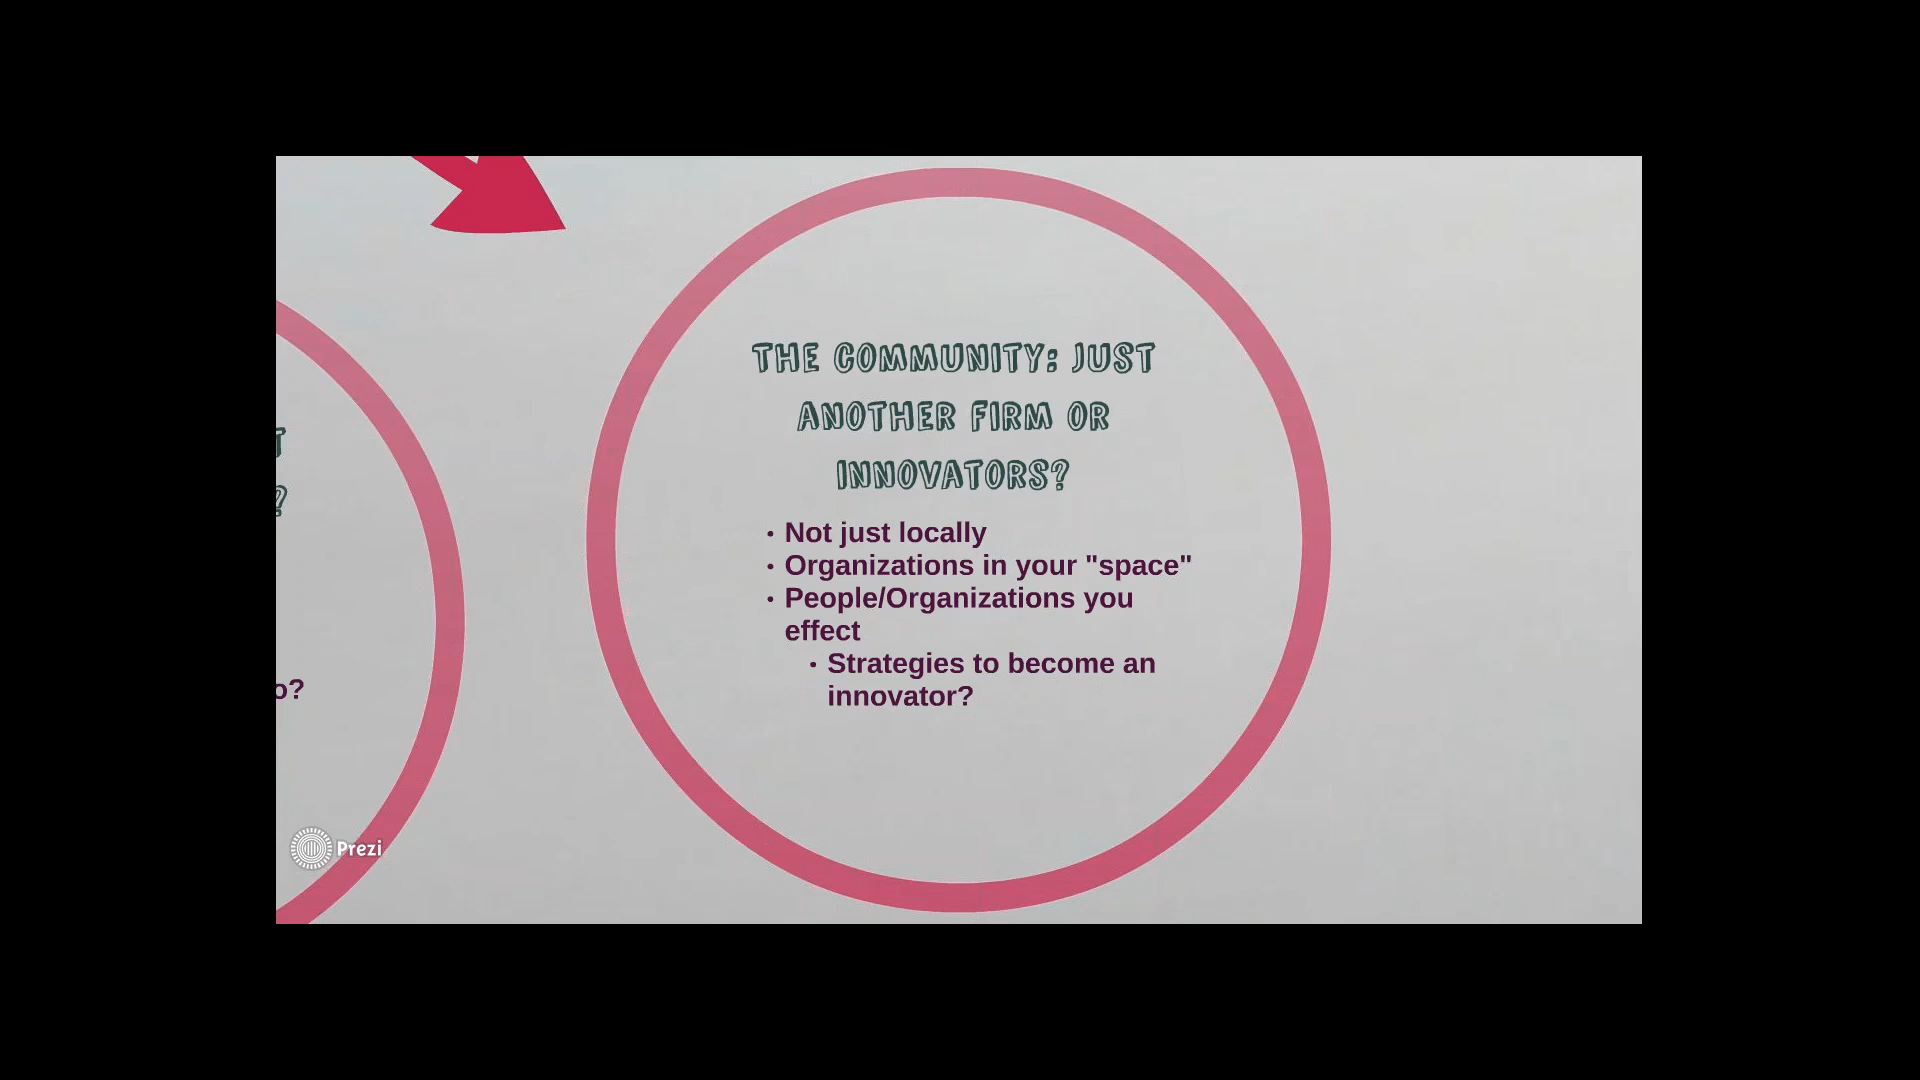 THE COMMUNITY: JUST
ANOTHER FIRM OR
INNOVATORS?
• Not just locally
• Organizations in your "space"
• People/Organizations you
effect
• Strategies to become an
innovator?
o?
Prezi